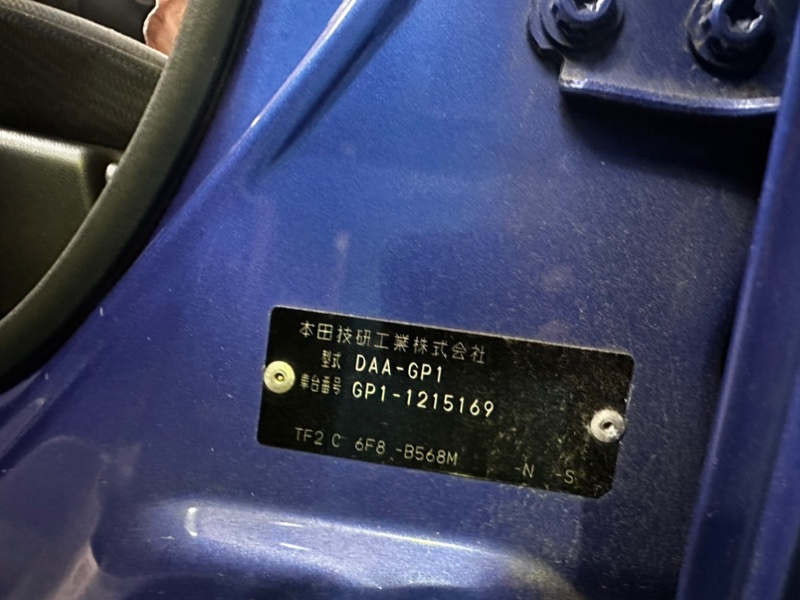 本田技研工業株式会社
型式 DAA-GP1
車台番号 GP1-1215169
TF2 C 6F8 -B568M -N -S